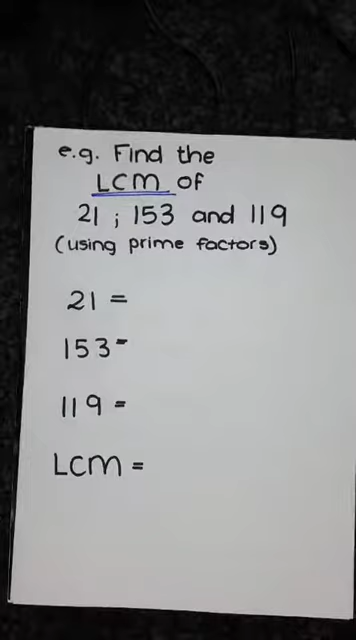 e.g. Find the
LCM of
21 ; 153 and 119
(using prime factors)
21 =
153 =
119 =
LCM =